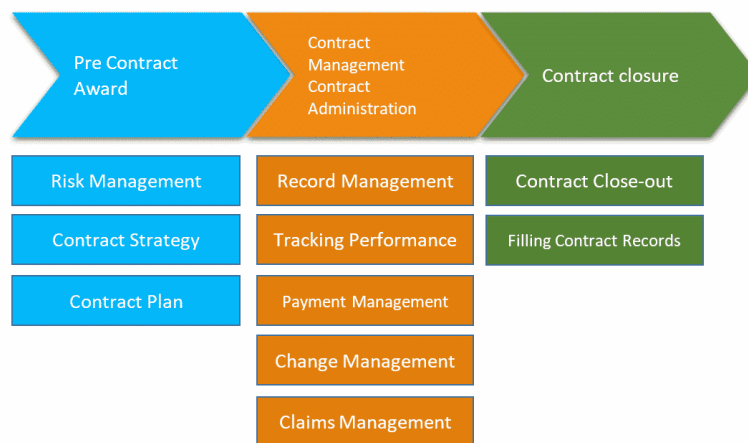 Pre Contract
Award
Contract
Management
Contract
Administration
Contract closure
Risk Management
Contract Strategy
Contract Plan
Record Management
Tracking Performance
Payment Management
Change Management
Claims Management
Contract Close-out
Filling Contract Records